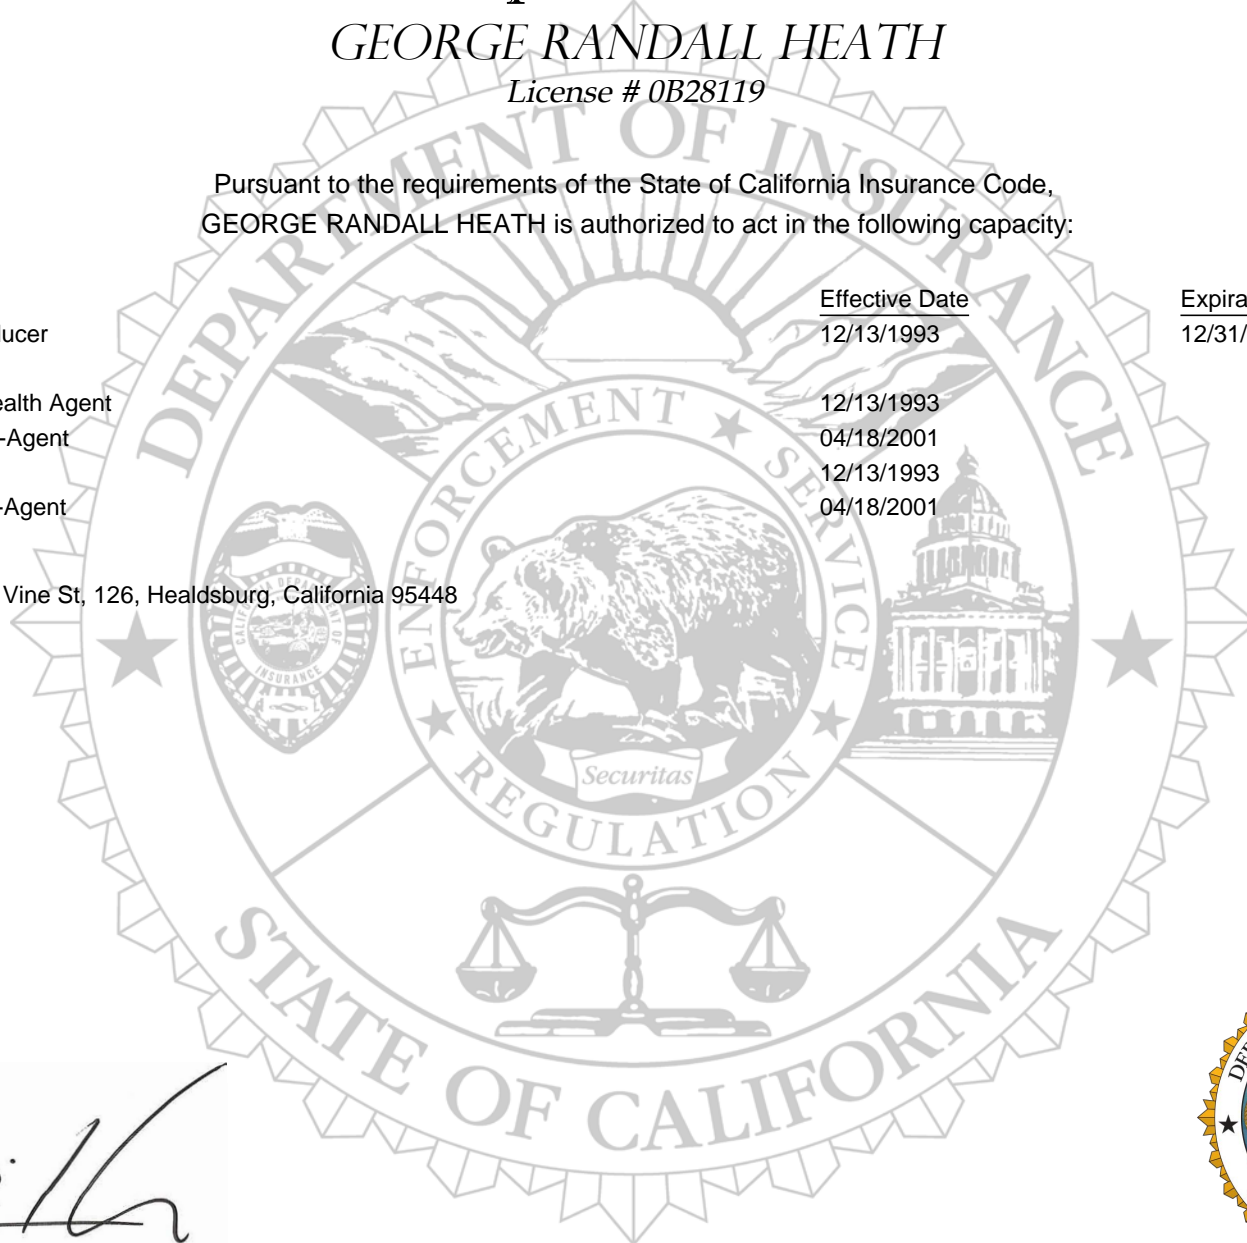 GEORGE RANDALL HEATH
License # 0B28119
Pursuant to the requirements of the State of California Insurance Code,
GEORGE RANDALL HEATH is authorized to act in the following capacity:
Effective Date Expira
ducer 12/13/1993 12/31/
ealth Agent 12/13/1993
-Agent 04/18/2001
12/13/1993
-Agent 04/18/2001
Vine St, 126, Healdsburg, California 95448
DEPARTMENT OF INSURANCE
ENFORCEMENT ★ SERVICE ★ REGULATION ★
INSURANCE
Securitas
STATE OF CALIFORNIA